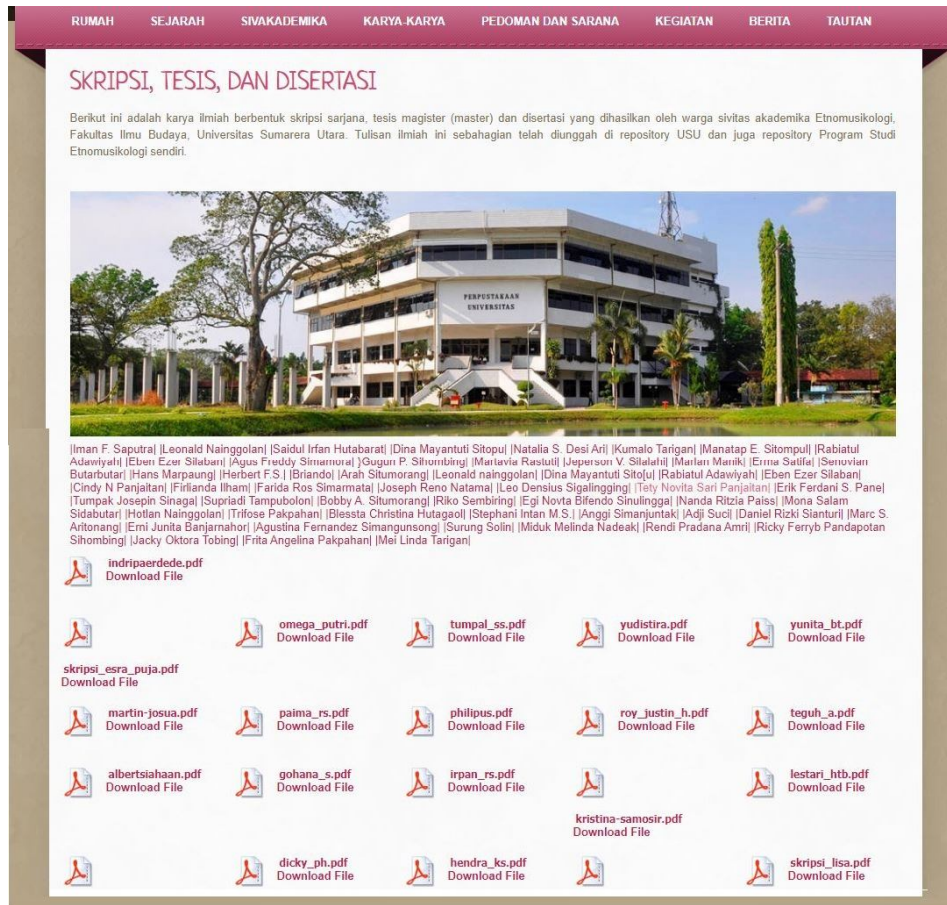 RUMAH SEJARAH SIVAKADEMIKA KARYA-KARYA PEDOMAN DAN SARANA KEGIATAN BERITA TAUTAN
SKRIPSI, TESIS, DAN DISERTASI
Berikut ini adalah karya ilmiah berbentuk skripsi sarjana, tesis magister (master) dan disertasi yang dihasilkan oleh warga sivitas akademika Etnomusikologi,
Fakultas Ilmu Budaya, Universitas Sumarera Utara. Tulisan ilmiah ini sebahagian telah diunggah di repository USU dan juga repository Program Studi
Etnomusikologi sendiri.
PERPUSTAKAAN
UNIVERSITAS
|Iman F. Saputra| |Leonald Nainggolan| |Saidul Irfan Hutabarat| |Dina Mayantuti Sitopu| |Natalia S. Desi Ari| |Kumalo Tarigan| |Manatap E. Sitompul| |Rabiatul
Adawiyah| |Eben Ezer Silaban| |Agus Freddy Simamora| }Gugun P. Sihombing| |Martavia Rastuti| |Jeperson V. Silalahi| |Marlan Manik| |Erma Satifa| |Senovian
Butarbutar| |Hans Marpaung| |Herbert F.S.| |Briando| |Arah Situmorang| |Leonald nainggolan| |Dina Mayantuti Sito[u| |Rabiatul Adawiyah| |Eben Ezer Silaban|
|Cindy N Panjaitan| |Firlianda Ilham| |Farida Ros Simarmata| |Joseph Reno Natama| |Leo Densius Sigalingging| |Tety Novita Sari Panjaitan| |Erik Ferdani S. Pane|
|Tumpak Josepin Sinaga| |Supriadi Tampubolon| |Bobby A. Situmorang| |Riko Sembiring| |Egi Novta Bifendo Sinulingga| |Nanda Ritzia Paiss| |Mona Salam
Sidabutar| |Hotlan Nainggolan| |Trifose Pakpahan| |Blessta Christina Hutagaol| |Stephani Intan M.S.| |Anggi Simanjuntak| |Adji Suci| |Daniel Rizki Sianturi| |Marc S.
Aritonang| |Erni Junita Banjarnahor| |Agustina Fernandez Simangunsong| |Surung Solin| |Miduk Melinda Nadeak| |Rendi Pradana Amri| |Ricky Ferryb Pandapotan
Sihombing| |Jacky Oktora Tobing| |Frita Angelina Pakpahan| |Mei Linda Tarigan|
indripaerdede.pdf
Download File
omega_putri.pdf tumpal_ss.pdf yudistira.pdf yunita_bt.pdf
Download File Download File Download File Download File
skripsi_esra_puja.pdf
Download File
martin-josua.pdf paima_rs.pdf philipus.pdf roy_justin_h.pdf teguh_a.pdf
Download File Download File Download File Download File Download File
albertsiahaan.pdf gohana_s.pdf irpan_rs.pdf lestari_htb.pdf
Download File Download File Download File Download File
kristina-samosir.pdf
Download File
dicky_ph.pdf hendra_ks.pdf skripsi_lisa.pdf
Download File Download File Download File